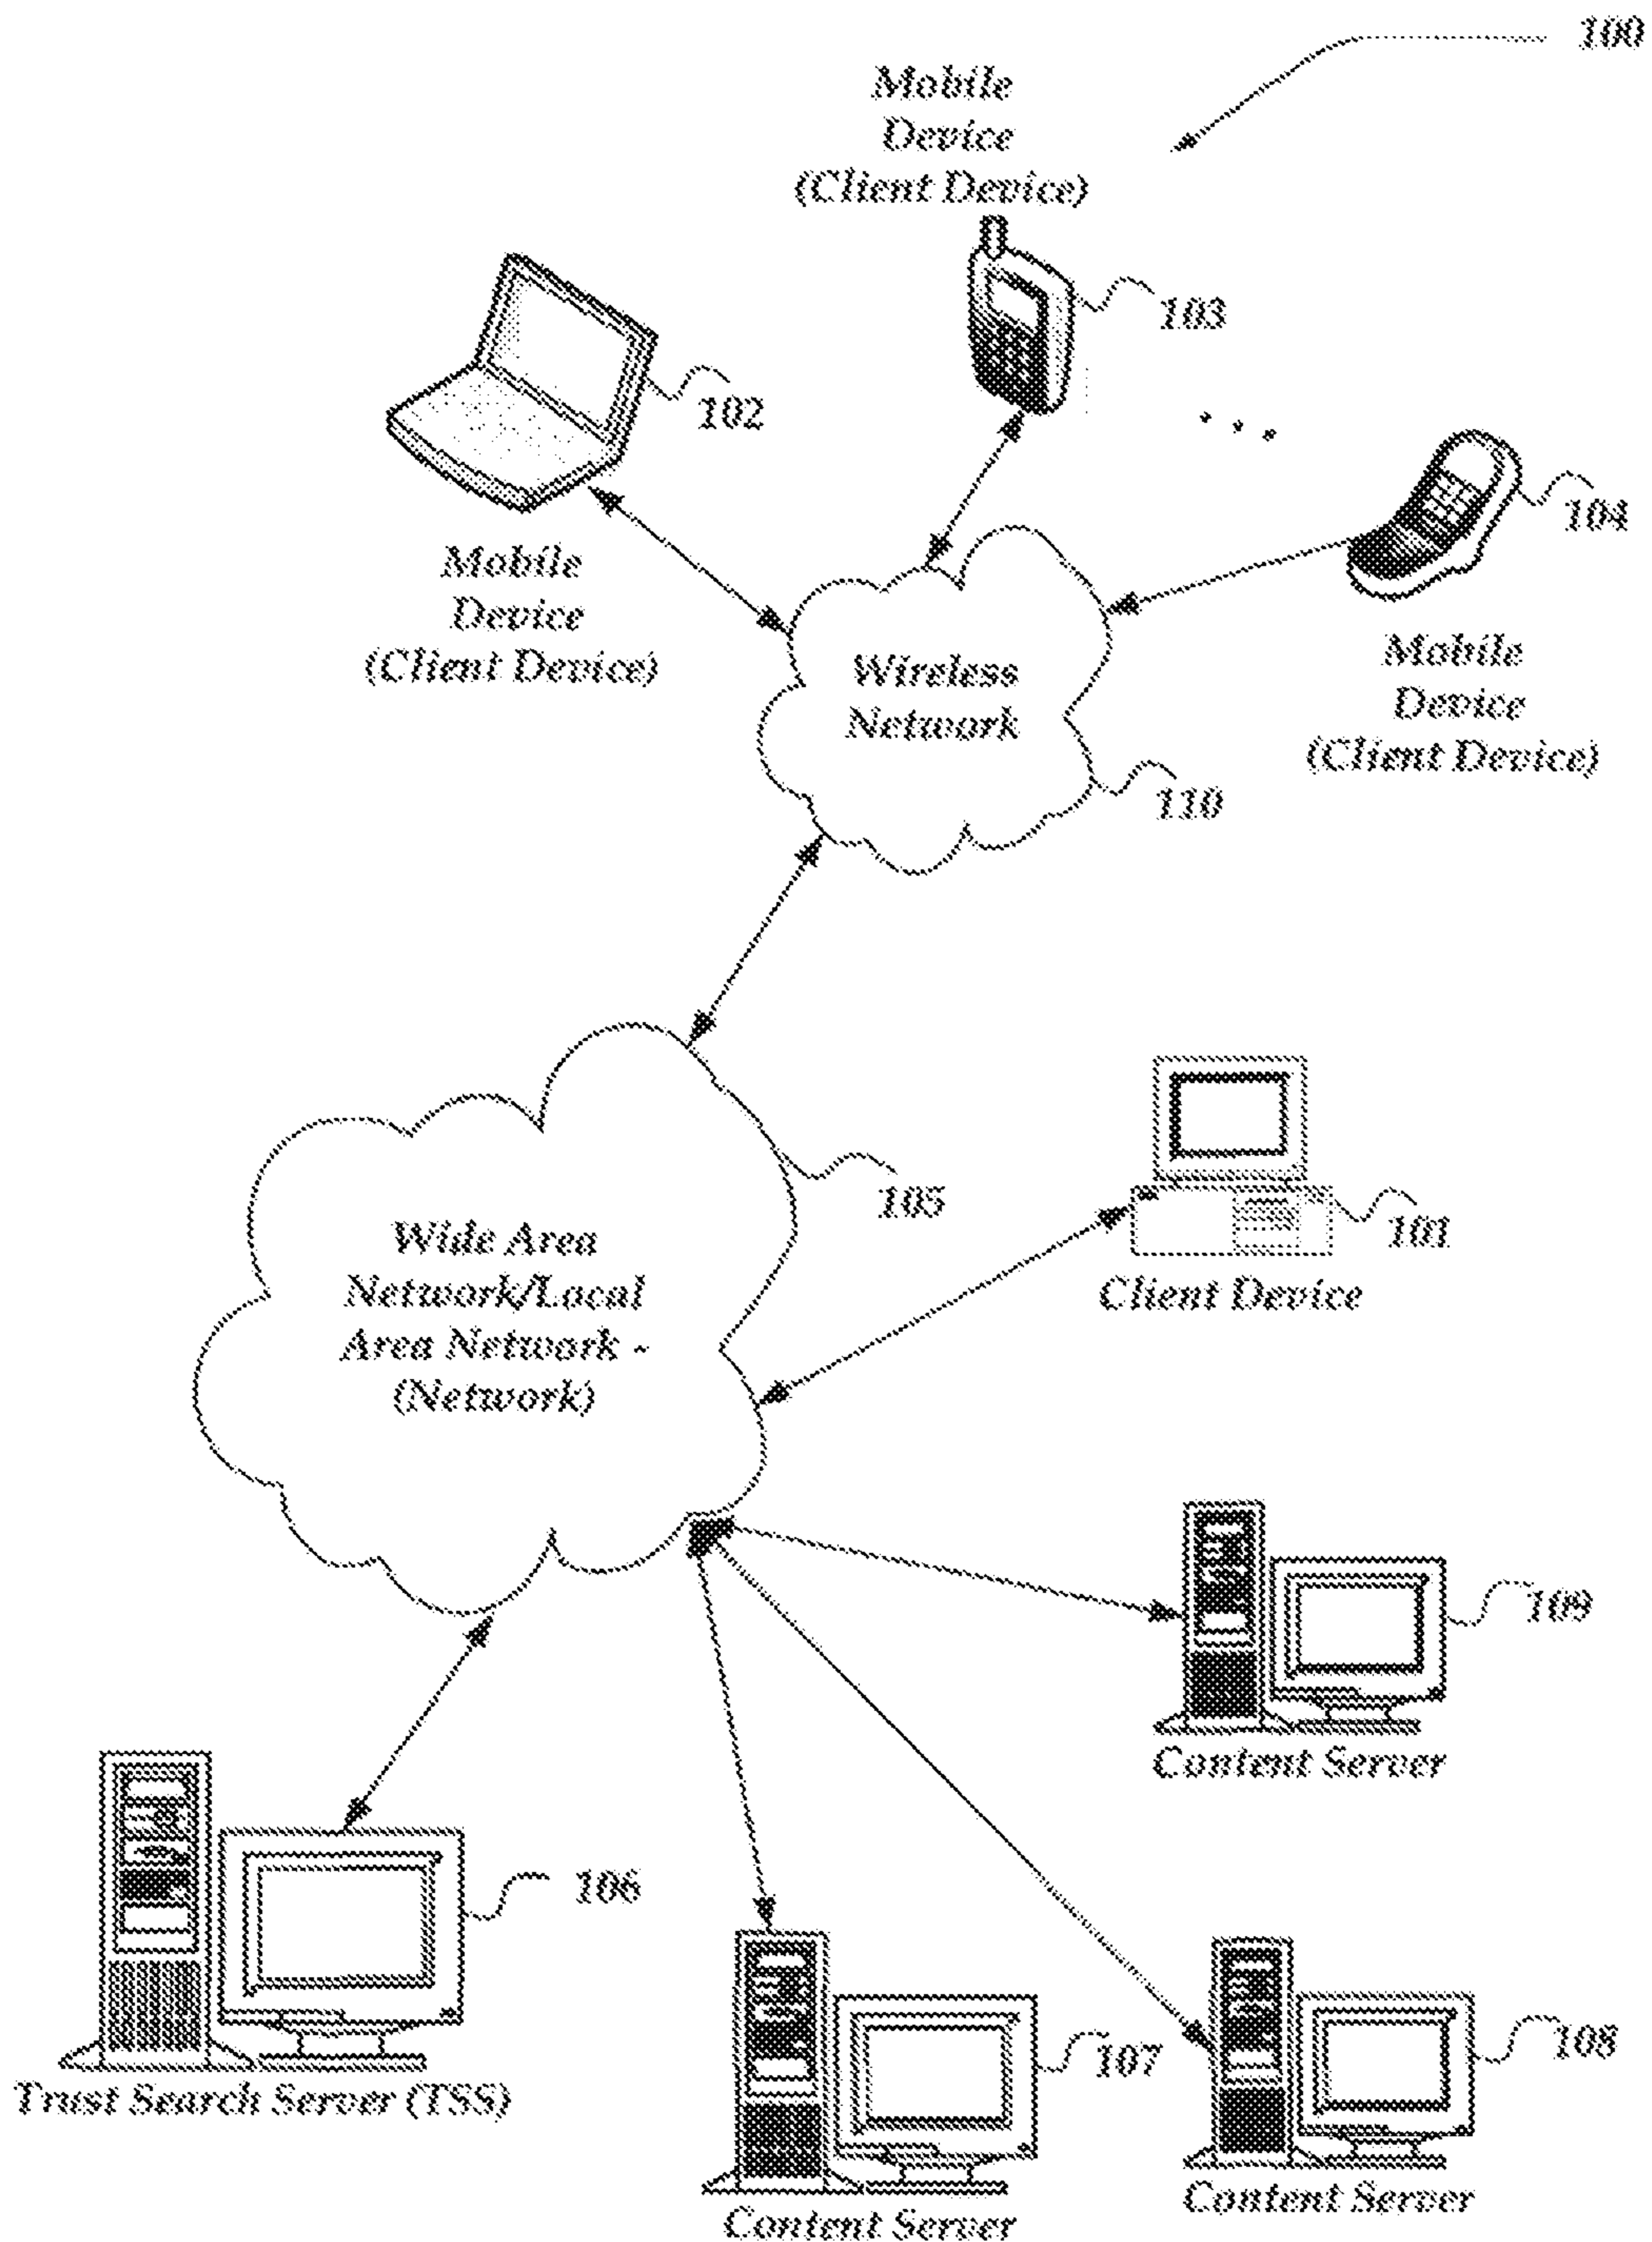 100
Mobile
Device
(Client Device)
103
102
104
Mobile
Device
(Client Device)
Mobile
Device
(Client Device)
Wireless
Network
110
105
Wide Area
Network/Local
Area Network -
(Network)
101
Client Device
109
Content Server
106
Trust Search Server (TSS)
107
Content Server
108
Content Server